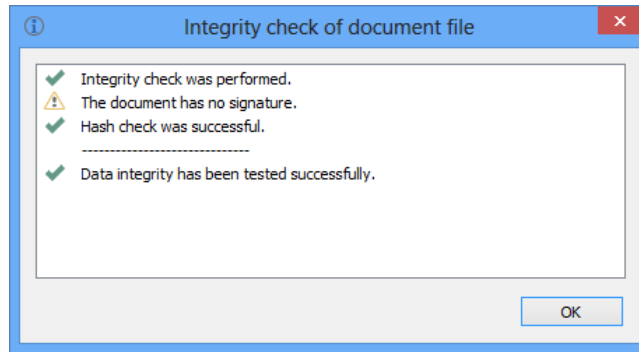 Integrity check of document file
Integrity check was performed.
The document has no signature.
Hash check was successful.
------------------------------
Data integrity has been tested successfully.
OK